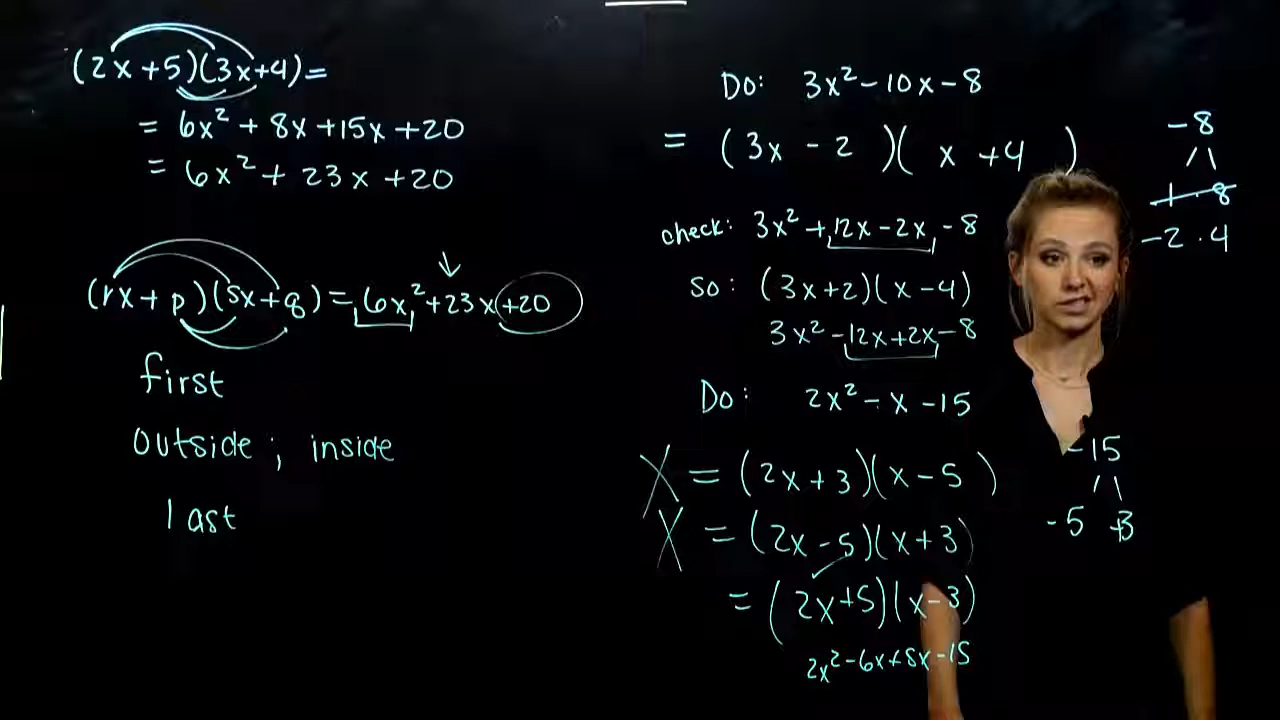 (2x+5)(3x+4)=
= 6x² + 8x + 15x + 20
= 6x² + 23x + 20
(rx + p)(sx+q) = 6x² + 23x + 20
first
outside ; inside
last
Do: 3x² - 10x - 8
= (3x - 2 )( x + 4 )
check: 3x² + 12x - 2x - 8
so: (3x+2)(x-4)
3x² - 12x + 2x - 8
Do: 2x² - x - 15
X = (2x+3)(x-5 )
X = (2x-5)(x+3)
= (2x+5)(x-3)
2x² - 6x + 5x - 15
-8
1 · 8
-2 · 4
-15
-5 +3